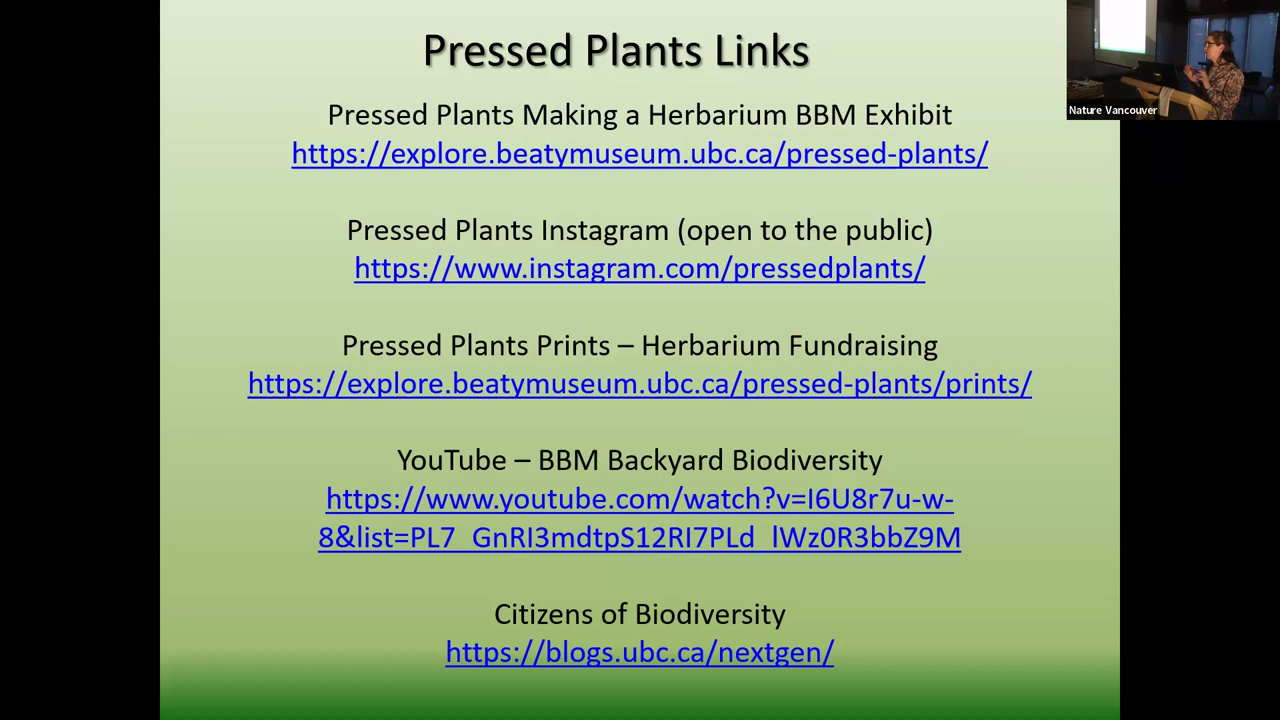 Pressed Plants Links
Nature Vancouver
Pressed Plants Making a Herbarium BBM Exhibit
https://explore.beatymuseum.ubc.ca/pressed-plants/
Pressed Plants Instagram (open to the public)
https://www.instagram.com/pressedplants/
Pressed Plants Prints – Herbarium Fundraising
https://explore.beatymuseum.ubc.ca/pressed-plants/prints/
YouTube – BBM Backyard Biodiversity
https://www.youtube.com/watch?v=I6U8r7u-w-
8&list=PL7_GnRI3mdtpS12RI7PLd_lWz0R3bbZ9M
Citizens of Biodiversity
https://blogs.ubc.ca/nextgen/